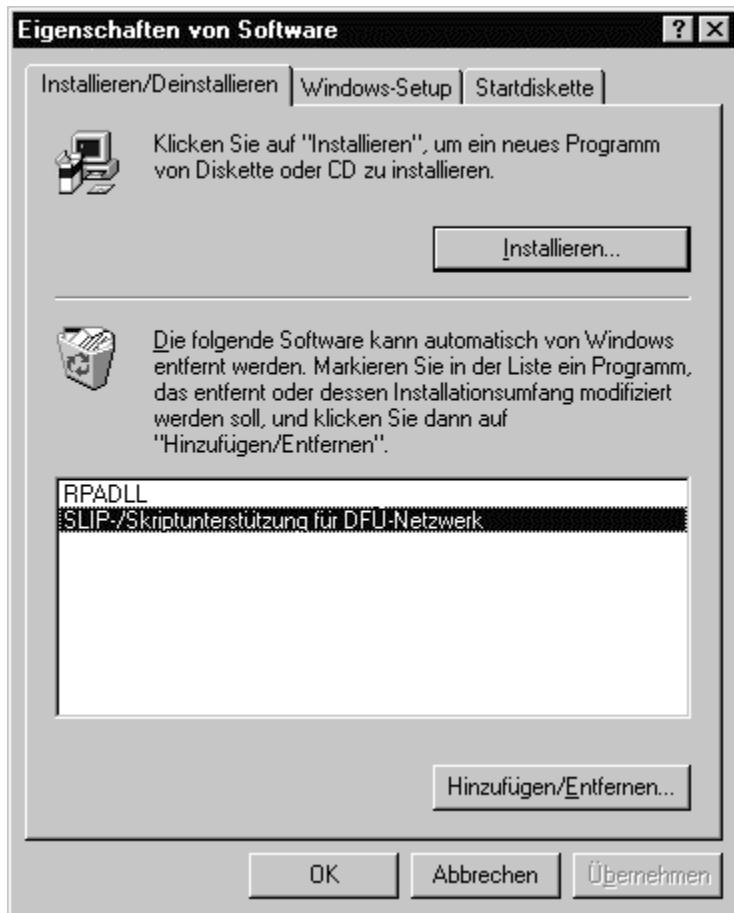 Eigenschaften von Software
Installieren/Deinstallieren
Windows-Setup
Startdiskette
Klicken Sie auf "Installieren", um ein neues Programm
von Diskette oder CD zu installieren.
Installieren...
Die folgende Software kann automatisch von Windows
entfernt werden. Markieren Sie in der Liste ein Programm,
das entfernt oder dessen Installationsumfang modifiziert
werden soll, und klicken Sie dann auf
"Hinzufügen/Entfernen".
RPADLL
SLIP-/Skriptunterstützung für DFÜ-Netzwerk
Hinzufügen/Entfernen...
OK
Abbrechen
Übernehmen